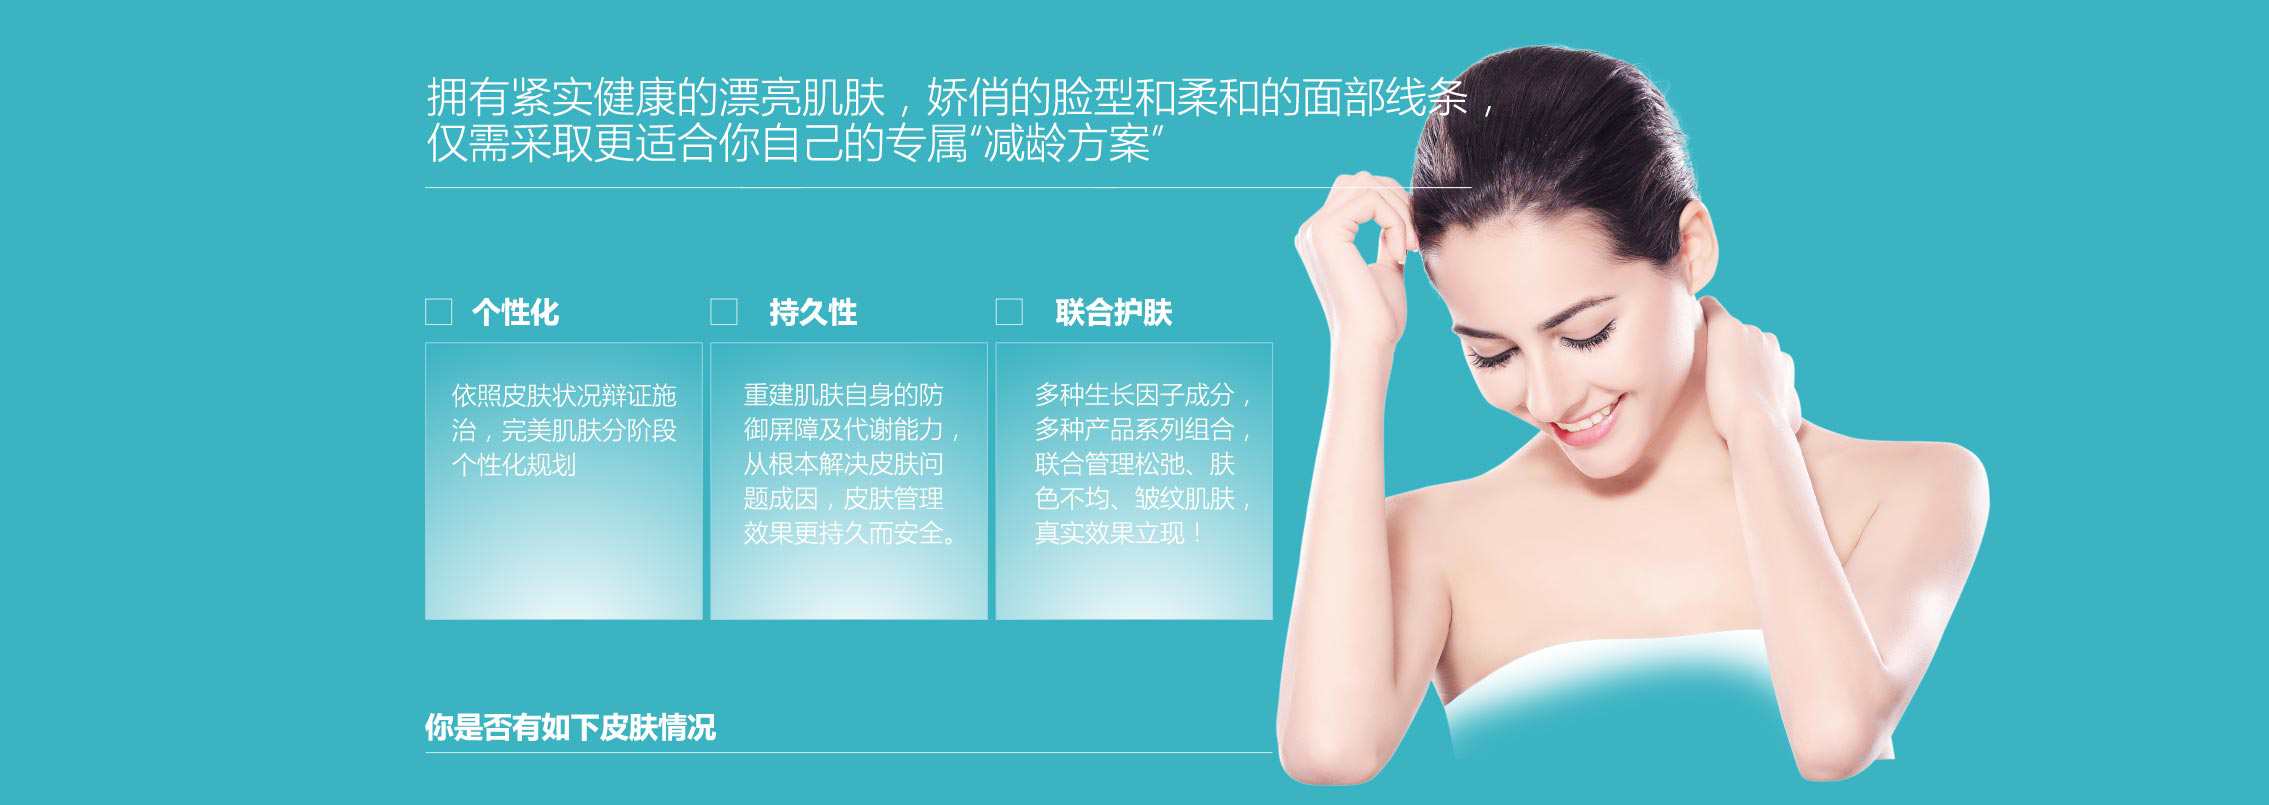 拥有紧实健康的漂亮肌肤，娇俏的脸型和柔和的面部线条，
仅需采取更适合你自己的专属“减龄方案”
个性化
依照皮肤状况辩证施
治，完美肌肤分阶段
个性化规划
持久性
重建肌肤自身的防
御屏障及代谢能力，
从根本解决皮肤问
题成因，皮肤管理
效果更持久而安全。
联合护肤
多种生长因子成分，
多种产品系列组合，
联合管理松弛、肤
色不均、皱纹肌肤，
真实效果立现！
你是否有如下皮肤情况